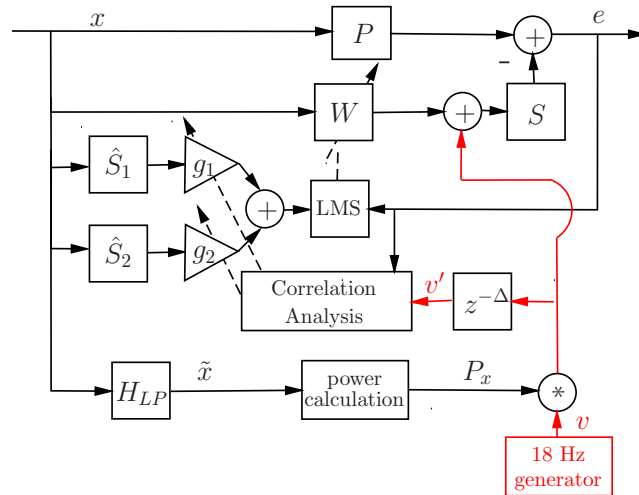 x
P
+
e
−
W
+
S
Ŝ₁
g₁
+
LMS
Ŝ₂
g₂
Correlation
Analysis
v′
z^{−Δ}
H_{LP}
x̃
power
calculation
P_x
*
v
18 Hz
generator